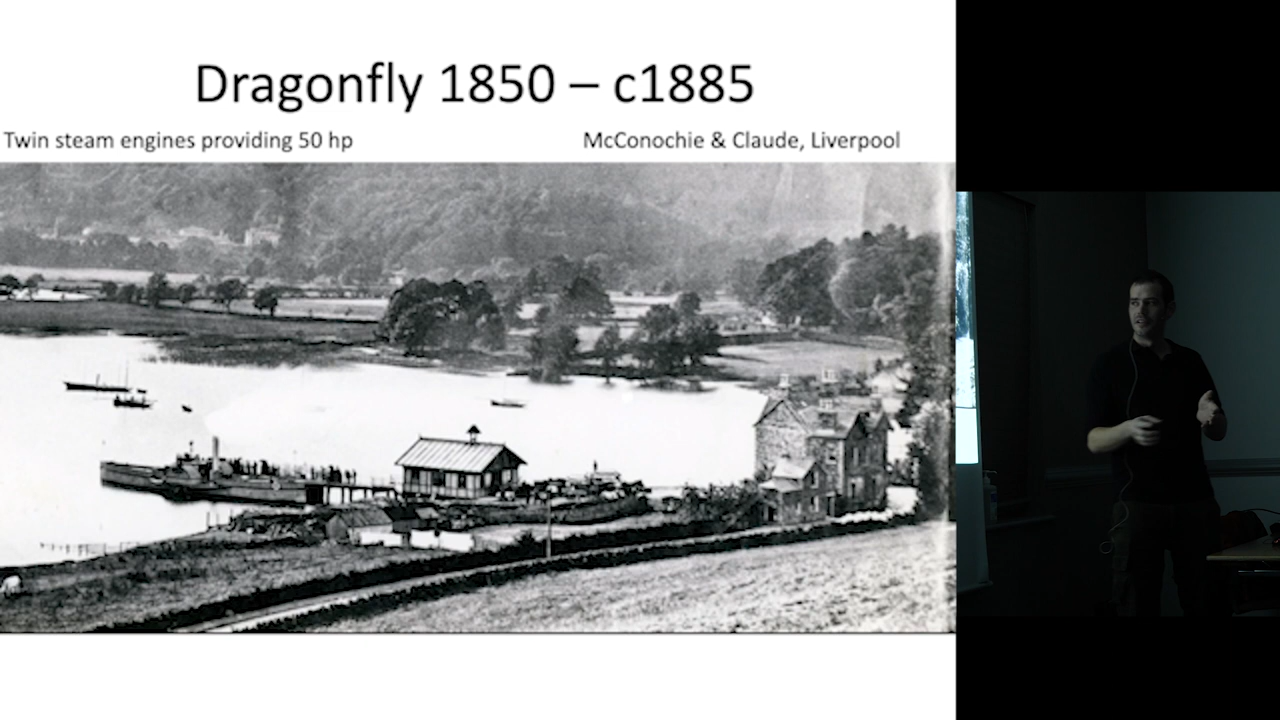 Dragonfly 1850 – c1885
Twin steam engines providing 50 hp
McConochie & Claude, Liverpool